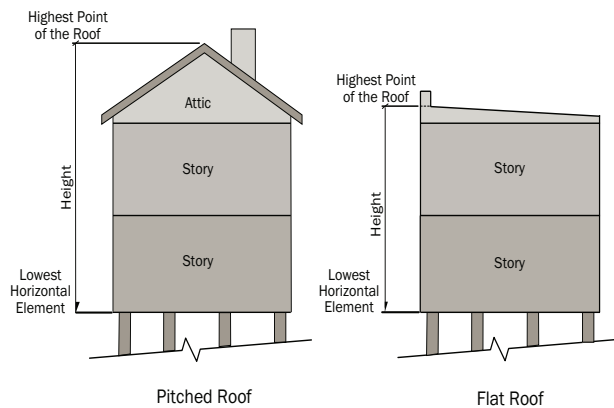 Highest Point
of the Roof
Attic
Story
Story
Height
Lowest
Horizontal
Element
Pitched Roof
Highest Point
of the Roof
Story
Story
Height
Lowest
Horizontal
Element
Flat Roof